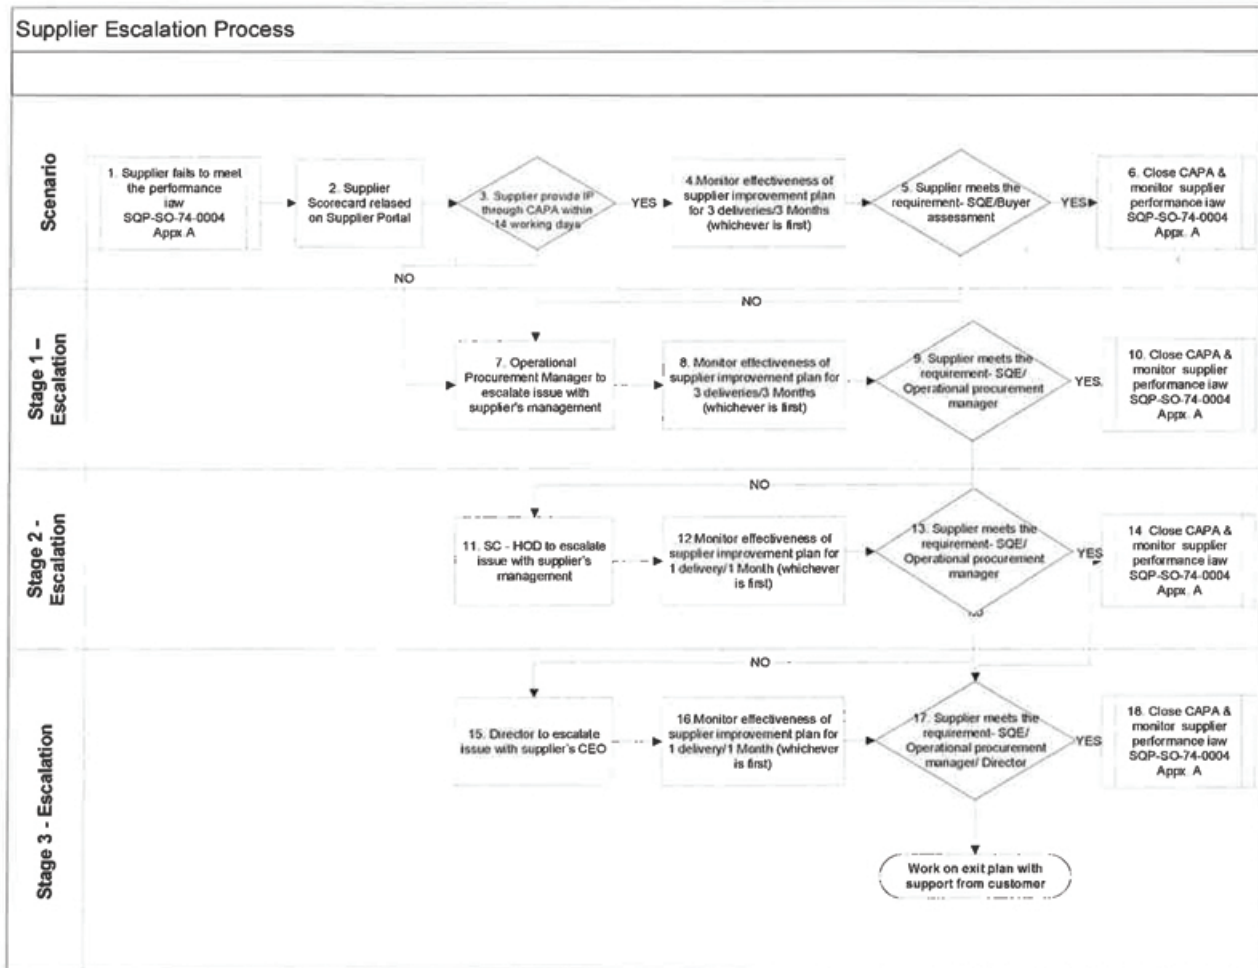 Supplier Escalation Process
Scenario
1. Supplier fails to meet
the performance
iaw
SQP-SO-74-0004
Appx A
2. Supplier
Scorecard relased
on Supplier Portal
3. Supplier provide IP
through CAPA within
14 working days
YES
4.Monitor effectiveness of
supplier improvement plan
for 3 deliveries/3 Months
(whichever is first)
5. Supplier meets the
requirement- SQE/Buyer
assessment
YES
6. Close CAPA &
monitor supplier
performance iaw
SQP-SO-74-0004
Appx. A
NO
NO
Stage 1 –
Escalation
7. Operational
Procurement Manager to
escalate issue with
supplier's management
8. Monitor effectiveness of
supplier improvement plan for
3 deliveries/3 Months
(whichever is first)
9. Supplier meets the
requirement- SQE/
Operational procurement
manager
YES
10. Close CAPA &
monitor supplier
performance iaw
SQP-SO-74-0004
Appx. A
NO
Stage 2 -
Escalation
11. SC - HOD to escalate
issue with supplier's
management
12.Monitor effectiveness of
supplier improvement plan for
1 delivery/1 Month (whichever
is first)
13. Supplier meets the
requirement- SQE/
Operational procurement
manager
YES
14. Close CAPA &
monitor supplier
performance iaw
SQP-SO-74-0004
Appx. A
NO
NO
Stage 3 - Escalation
15. Director to escalate
issue with supplier's CEO
16.Monitor effectiveness of
supplier improvement plan for
1 delivery/1 Month (whichever
is first)
17. Supplier meets the
requirement- SQE/
Operational procurement
manager/ Director
YES
18. Close CAPA &
monitor supplier
performance iaw
SQP-SO-74-0004
Appx. A
Work on exit plan with
support from customer